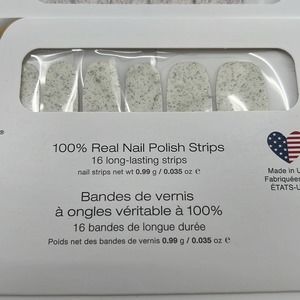 100% Real Nail Polish Strips
16 long-lasting strips
nail strips net wt 0.99 g / 0.035 oz ℮
Made in U
Fabriquées
ÉTATS-U
Bandes de vernis
à ongles véritable à 100%
16 bandes de longue durée
Poids net des bandes de vernis 0.99 g / 0.035 oz ℮